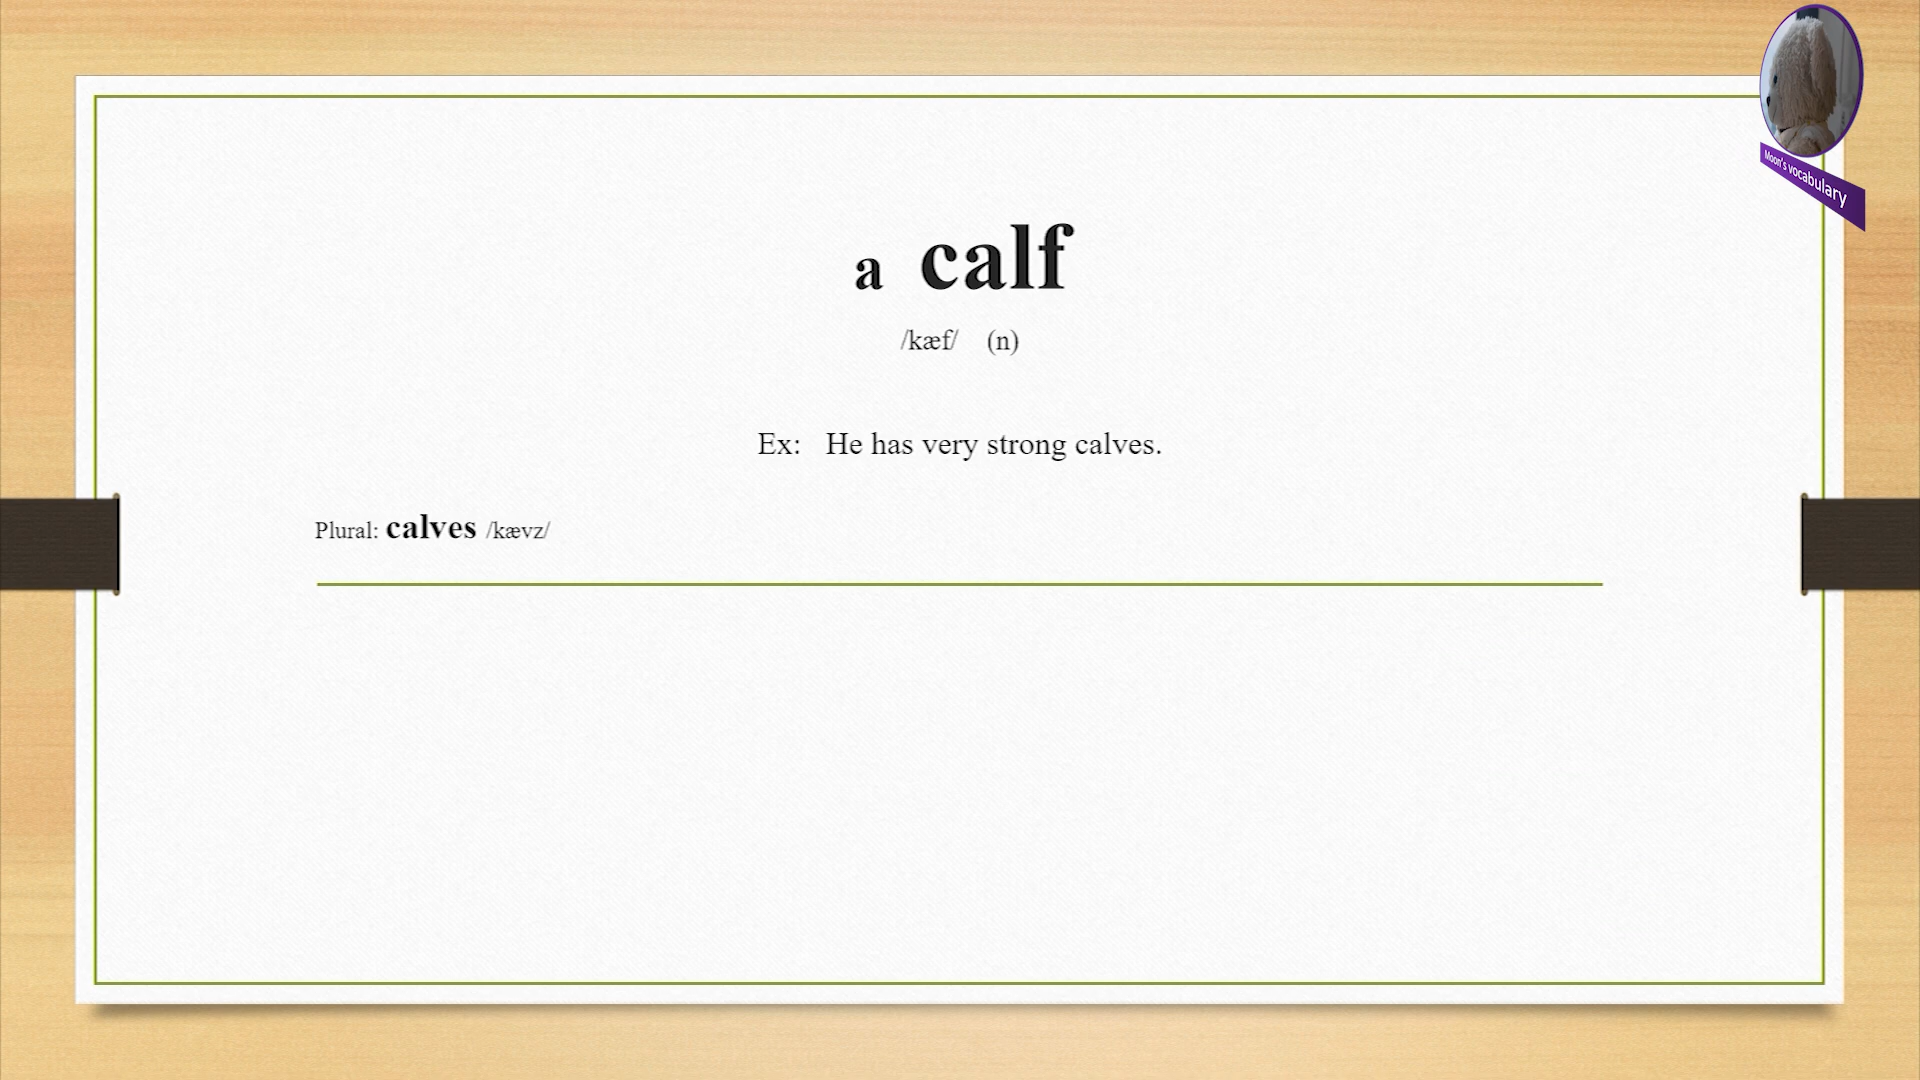 Moon's vocabulary
a calf
/kæf/ (n)
Ex: He has very strong calves.
Plural: calves /kævz/